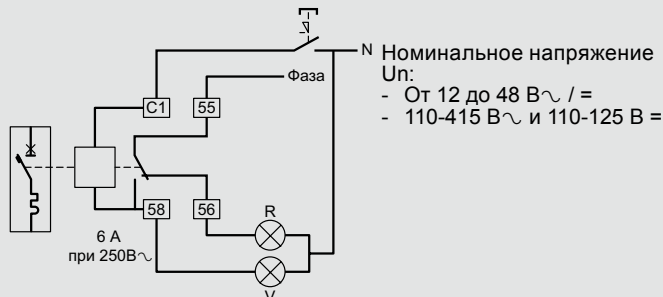 N
Фаза
C1
55
58
56
R
V
6 А
при 250В∿
Номинальное напряжение
Un:
- От 12 до 48 В∿ / =
- 110-415 В∿ и 110-125 В =